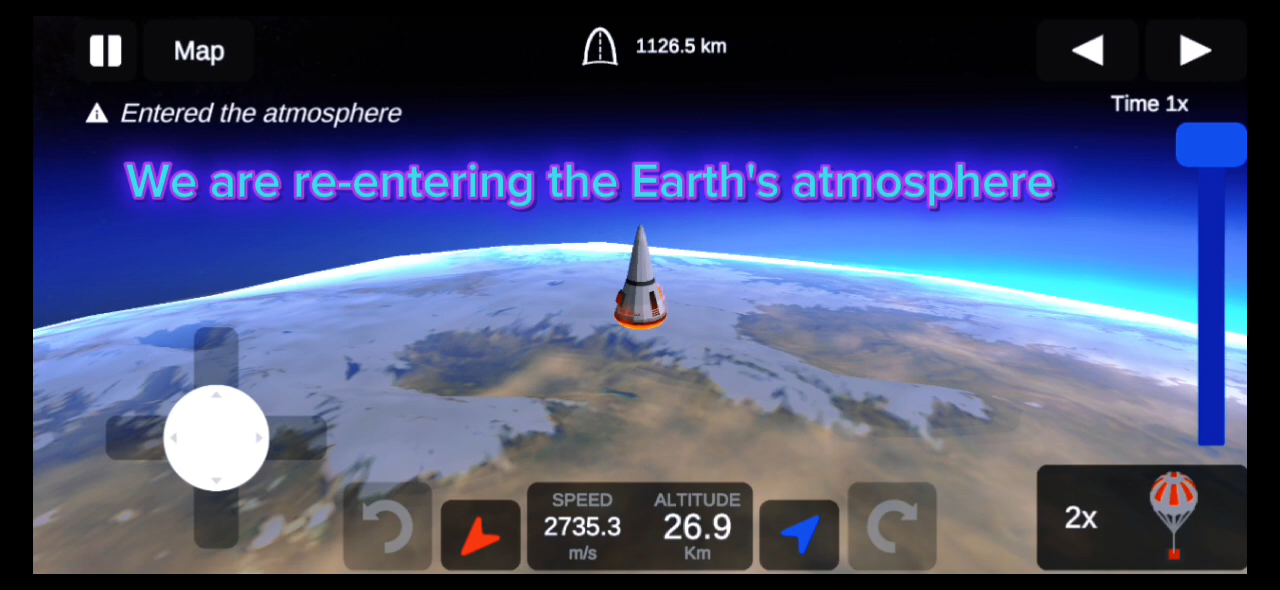 Map
1126.5 km
Time 1x
Entered the atmosphere
We are re-entering the Earth's atmosphere
SPEED
2735.3
m/s
ALTITUDE
26.9
Km
2x